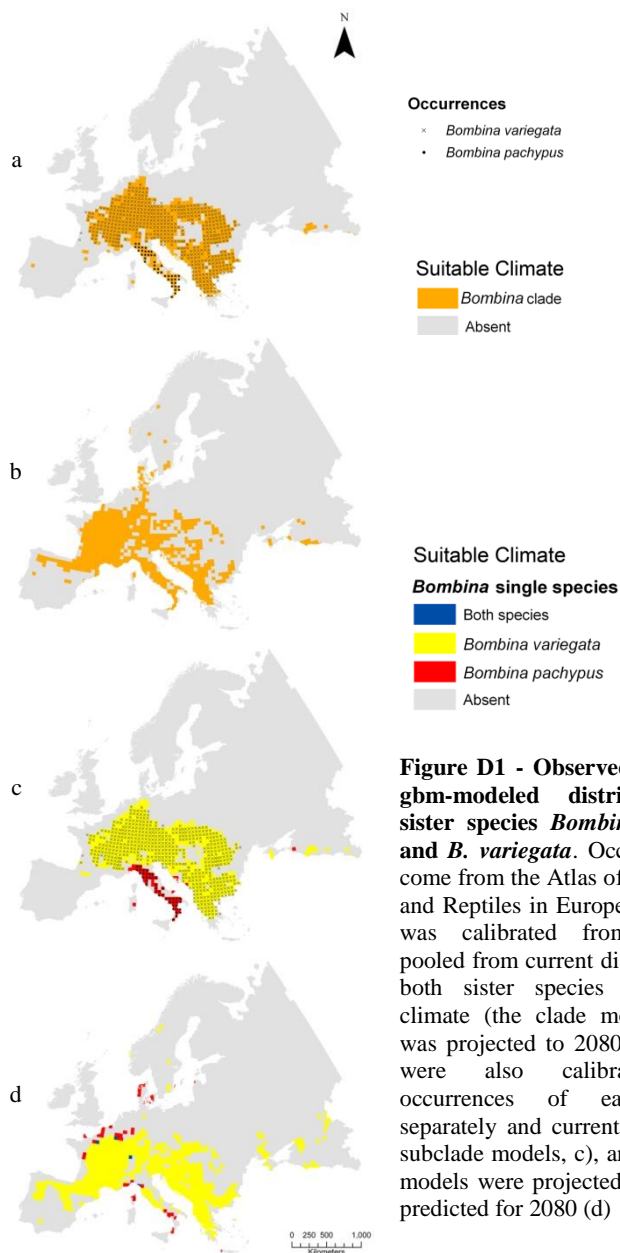 N
Occurrences
× Bombina variegata
• Bombina pachypus
a
Suitable Climate
Bombina clade
Absent
b
Suitable Climate
Bombina single species
Both species
Bombina variegata
Bombina pachypus
Absent
c
Figure D1 - Observed
gbm-modeled distri
sister species Bombin
and B. variegata. Occ
come from the Atlas of
and Reptiles in Europe
was calibrated from
pooled from current di
both sister species
climate (the clade m
was projected to 2080
were also calibra
occurrences of ea
separately and current
subclade models, c), a
models were projected
predicted for 2080 (d)
d
0 250 500 1,000
Kilometers